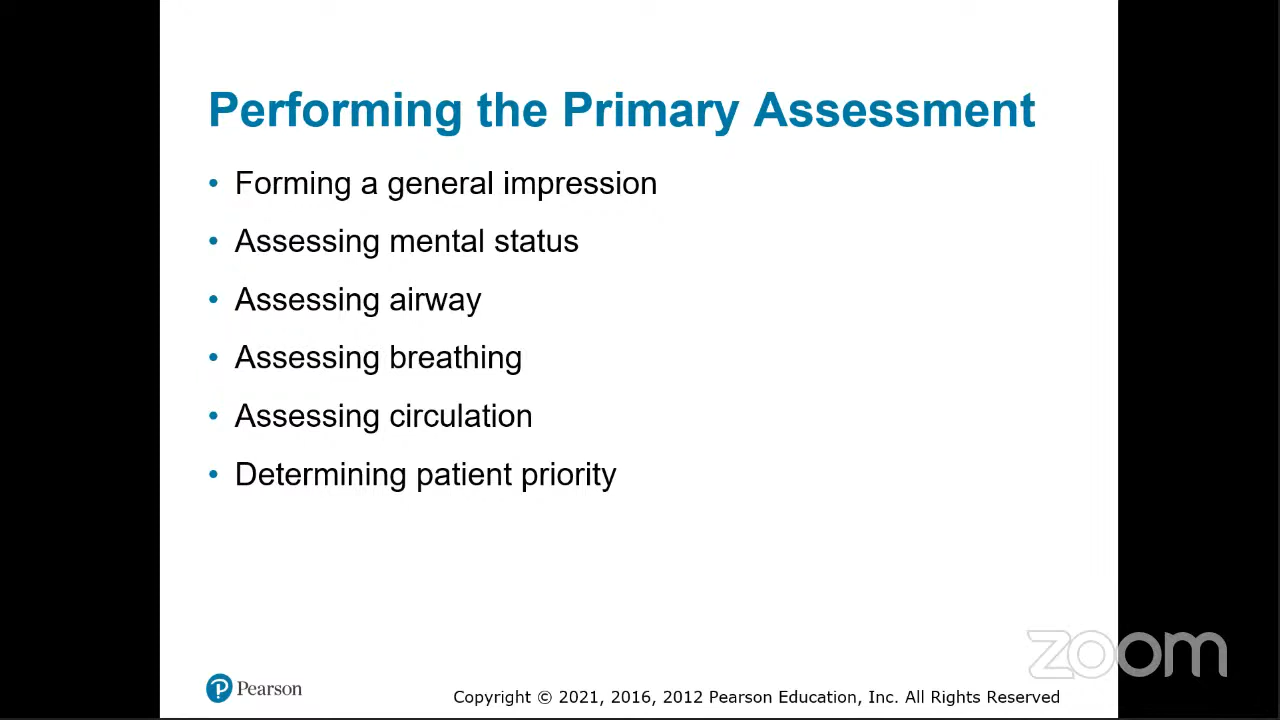 Performing the Primary Assessment
• Forming a general impression
• Assessing mental status
• Assessing airway
• Assessing breathing
• Assessing circulation
• Determining patient priority
zoom
Pearson
Copyright © 2021, 2016, 2012 Pearson Education, Inc. All Rights Reserved